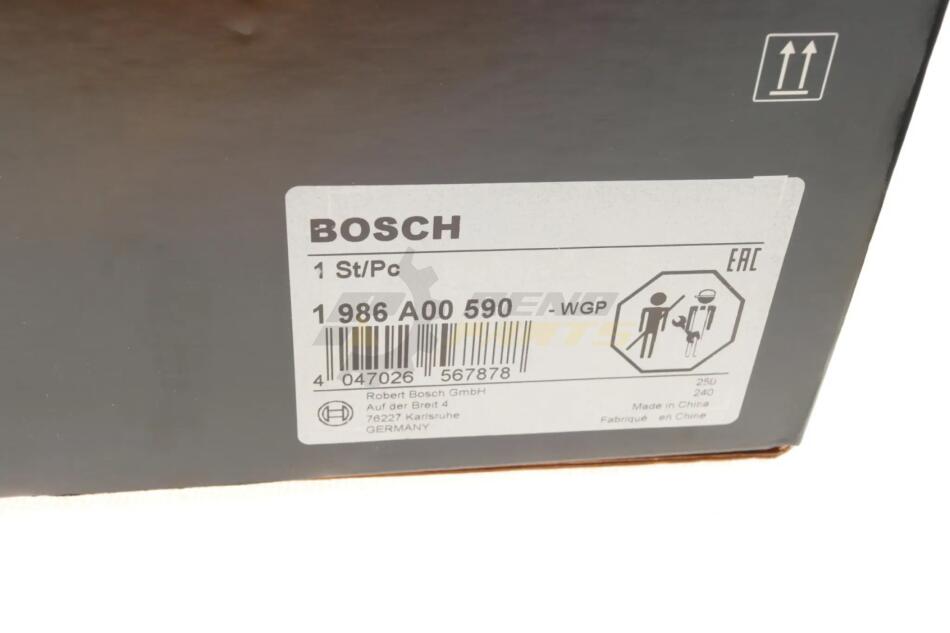 BOSCH
EAC
1 St/Pc
1 986 A00 590 - WGP
4 047026 567878
Robert Bosch GmbH
Auf der Breit 4
76227 Karlsruhe
GERMANY
250
240
Made in China
Fabriqué en Chine
PARTS